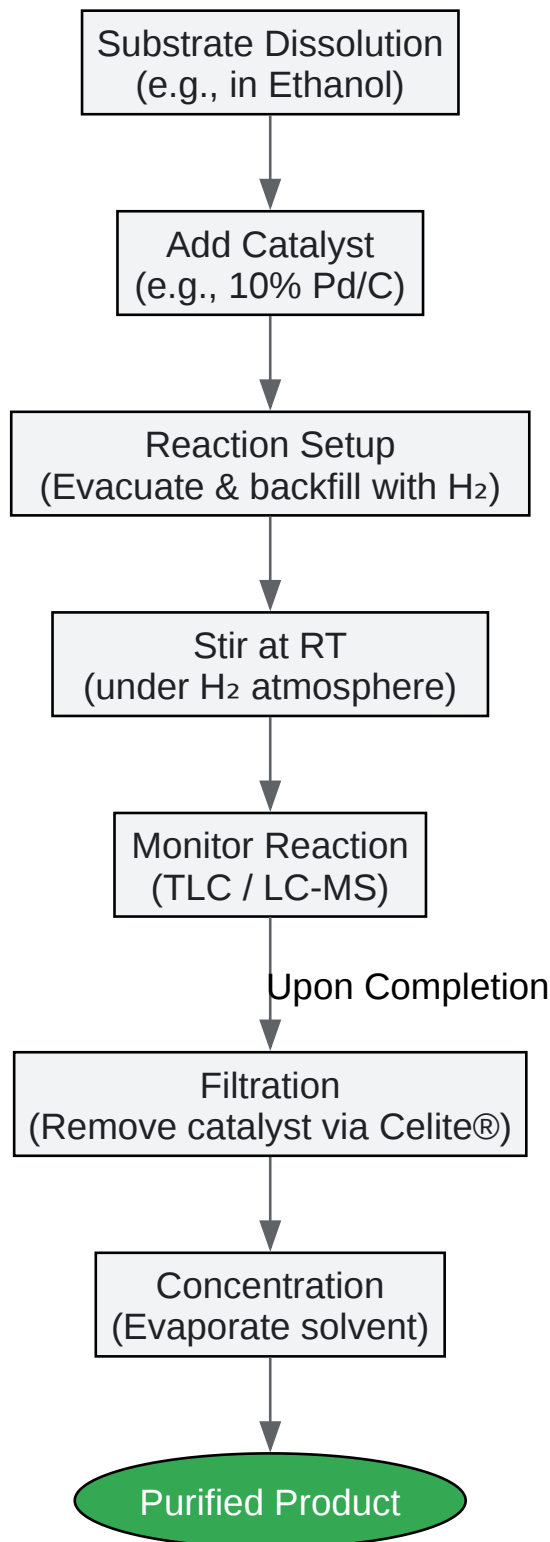 Substrate Dissolution
(e.g., in Ethanol)
Add Catalyst
(e.g., 10% Pd/C)
Reaction Setup
(Evacuate & backfill with H₂)
Stir at RT
(under H₂ atmosphere)
Monitor Reaction
(TLC / LC-MS)
Upon Completion
Filtration
(Remove catalyst via Celite®)
Concentration
(Evaporate solvent)
Purified Product